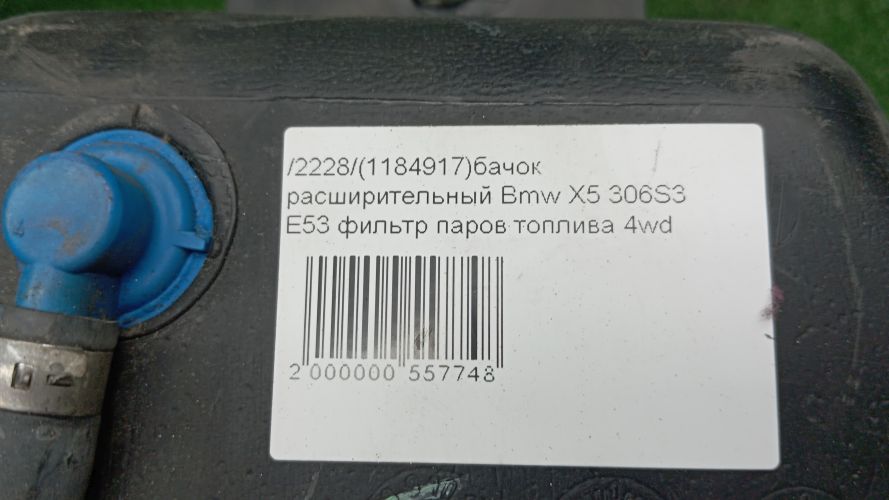 /2228/(1184917)бачок
расширительный Bmw X5 306S3
E53 фильтр паров топлива 4wd
2 000000 557748